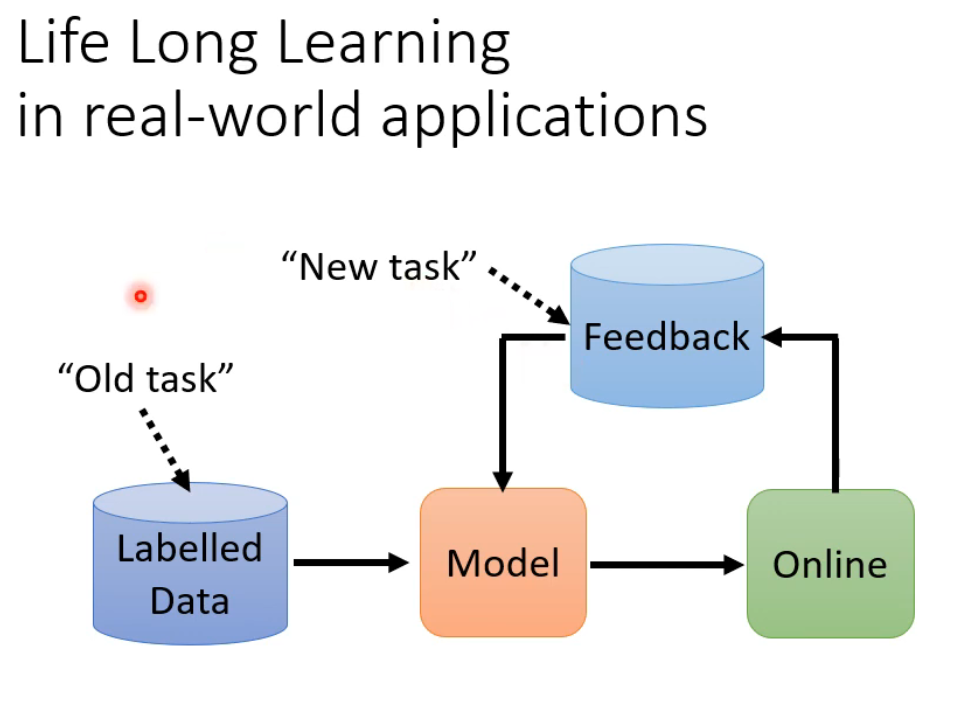 Life Long Learning
in real-world applications
“New task”
Feedback
“Old task”
Labelled
Data
Model
Online